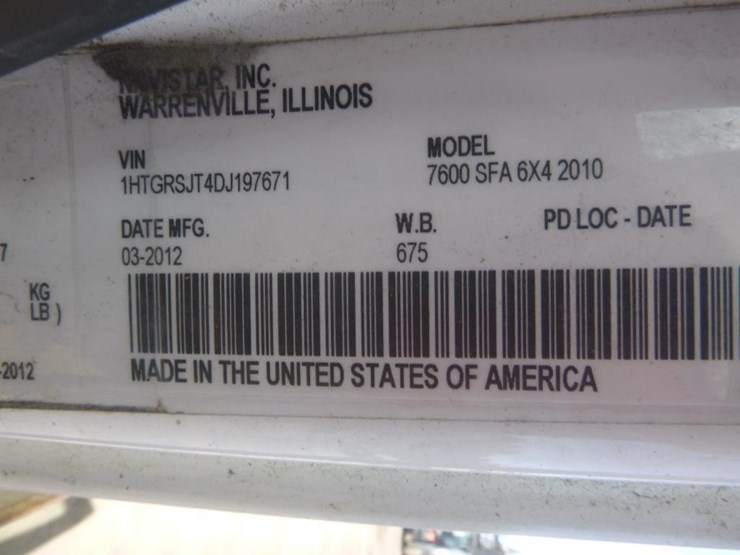 NAVISTAR, INC.
WARRENVILLE, ILLINOIS
VIN
1HTGRSJT4DJ197671
MODEL
7600 SFA 6X4 2010
DATE MFG.
03-2012
W.B.
675
PD LOC - DATE
7
KG
LB )
-2012
MADE IN THE UNITED STATES OF AMERICA